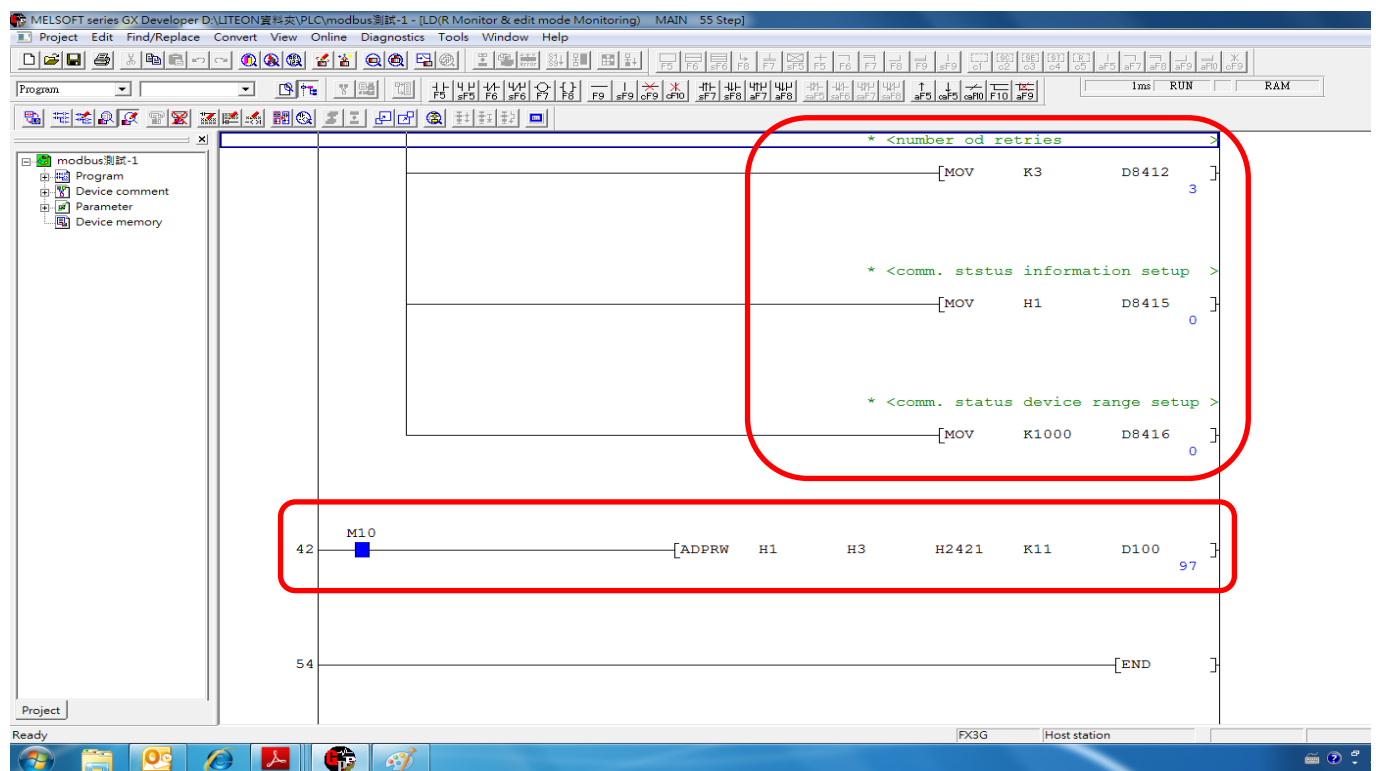 MELSOFT series GX Developer D:\LITEON資料夾\PLC\modbus測試-1 - [LD(R Monitor & edit mode Monitoring) MAIN 55 Step]
Project Edit Find/Replace Convert View Online Diagnostics Tools Window Help
Program
1ms RUN RAM
modbus測試-1
Program
Device comment
Parameter
Device memory
Project
* <number od retries >
[MOV K3 D8412 ]
3
* <comm. ststus information setup >
[MOV H1 D8415 ]
0
* <comm. status device range setup >
[MOV K1000 D8416 ]
0
M10
42 [ADPRW H1 H3 H2421 K11 D100 ]
97
54 [END ]
Ready FX3G Host station